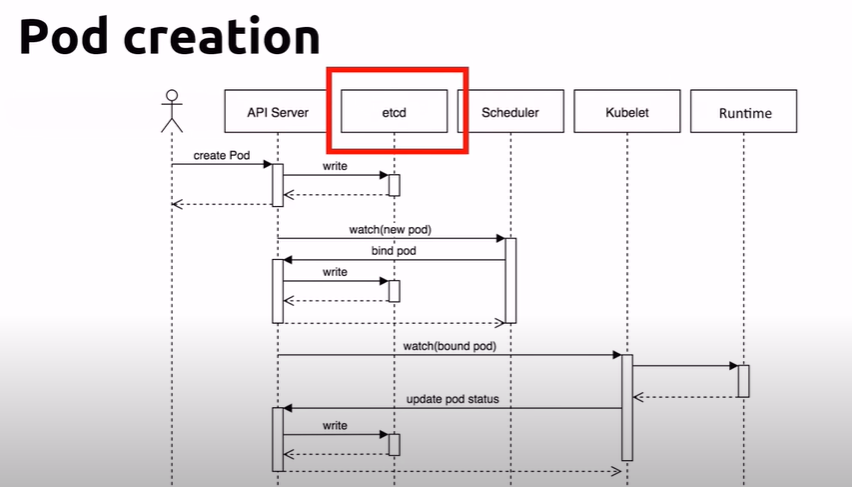 Pod creation
API Server
etcd
Scheduler
Kubelet
Runtime
create Pod
write
watch(new pod)
bind pod
write
watch(bound pod)
update pod status
write